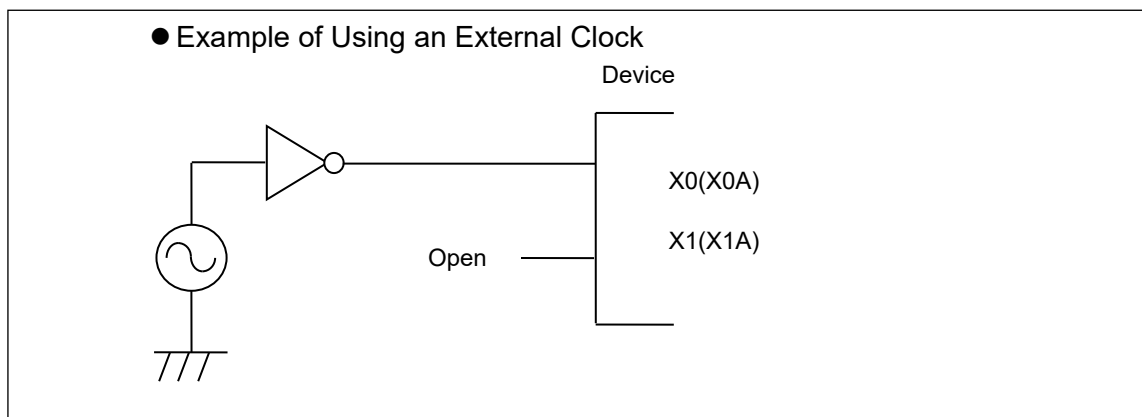 ● Example of Using an External Clock
Device
X0(X0A)
X1(X1A)
Open